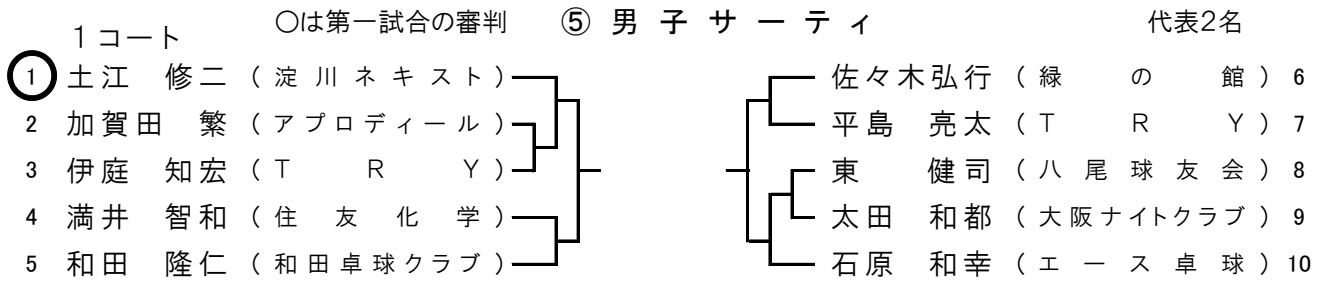 1コート 〇は第一試合の審判 ⑤ 男子サーティ 代表2名
1 土江 修二 (淀川ネキスト) 佐々木弘行 (緑の館) 6
2 加賀田 繁 (アプロディール) 平島 亮太 (TRY) 7
3 伊庭 知宏 (TRY) 東 健司 (八尾球友会) 8
4 満井 智和 (住友化学) 太田 和都 (大阪ナイトクラブ) 9
5 和田 隆仁 (和田卓球クラブ) 石原 和幸 (エース卓球) 10